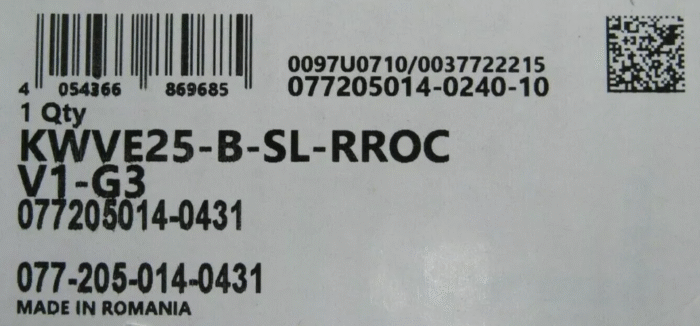 4 054366 869685
0097U0710/0037722215
077205014-0240-10
1 Qty
KWVE25-B-SL-RROC
V1-G3
077205014-0431
077-205-014-0431
MADE IN ROMANIA